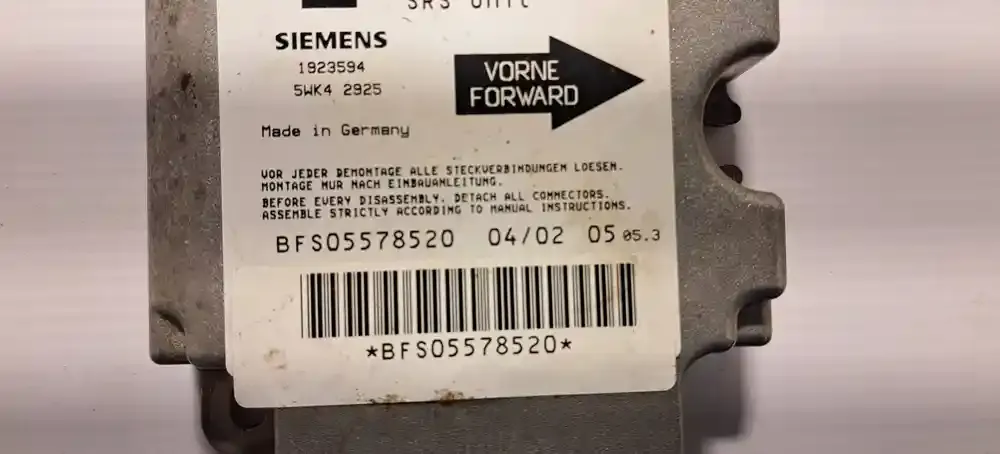 SRS Unit
SIEMENS
1923594
5WK4 2925
VORNE
FORWARD
Made in Germany
VOR JEDER DEMONTAGE ALLE STECKVERBINDUNGEN LOESEN.
MONTAGE NUR NACH EINBAUANLEITUNG.
BEFORE EVERY DISASSEMBLY, DETACH ALL CONNECTORS.
ASSEMBLE STRICTLY ACCORDING TO MANUAL INSTRUCTIONS.
BFS05578520 04/02 05 05.3
*BFS05578520*